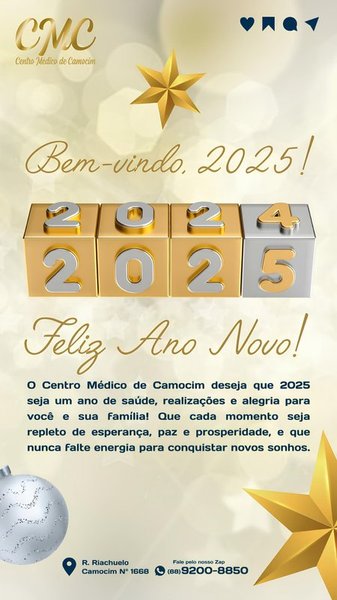 CMC
Centro Médico de Camocim
Bem-vindo, 2025!
2024
2025
Feliz Ano Novo!
O Centro Médico de Camocim deseja que 2025
seja um ano de saúde, realizações e alegria para
você e sua família! Que cada momento seja
repleto de esperança, paz e prosperidade, e que
nunca falte energia para conquistar novos sonhos.
R. Riachuelo
Camocim N° 1668
Fale pelo nosso Zap
(88)9200-8850